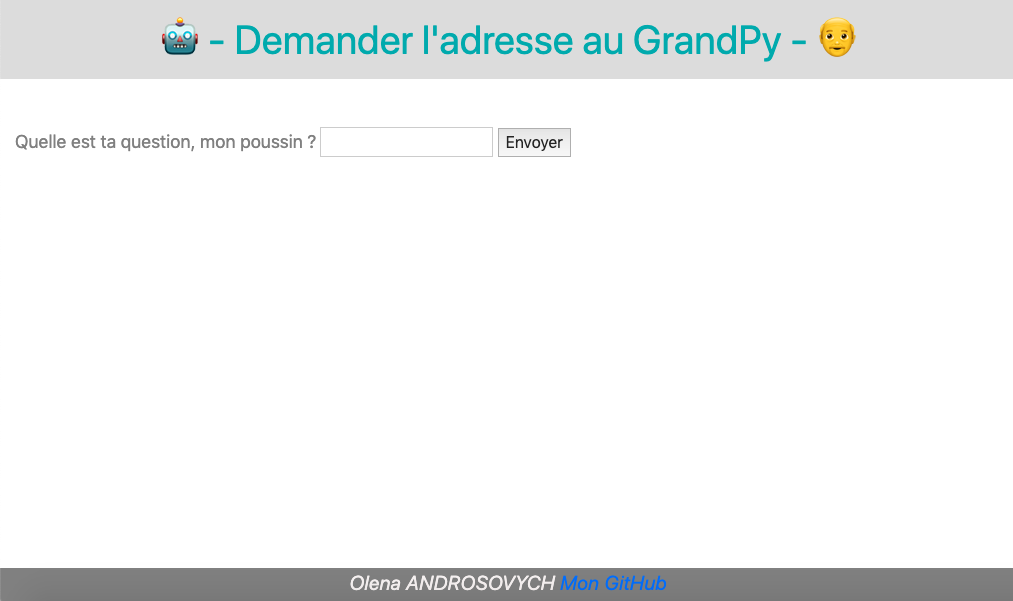 🤖 - Demander l'adresse au GrandPy - 👴
Quelle est ta question, mon poussin ? Envoyer
Olena ANDROSOVYCH Mon GitHub